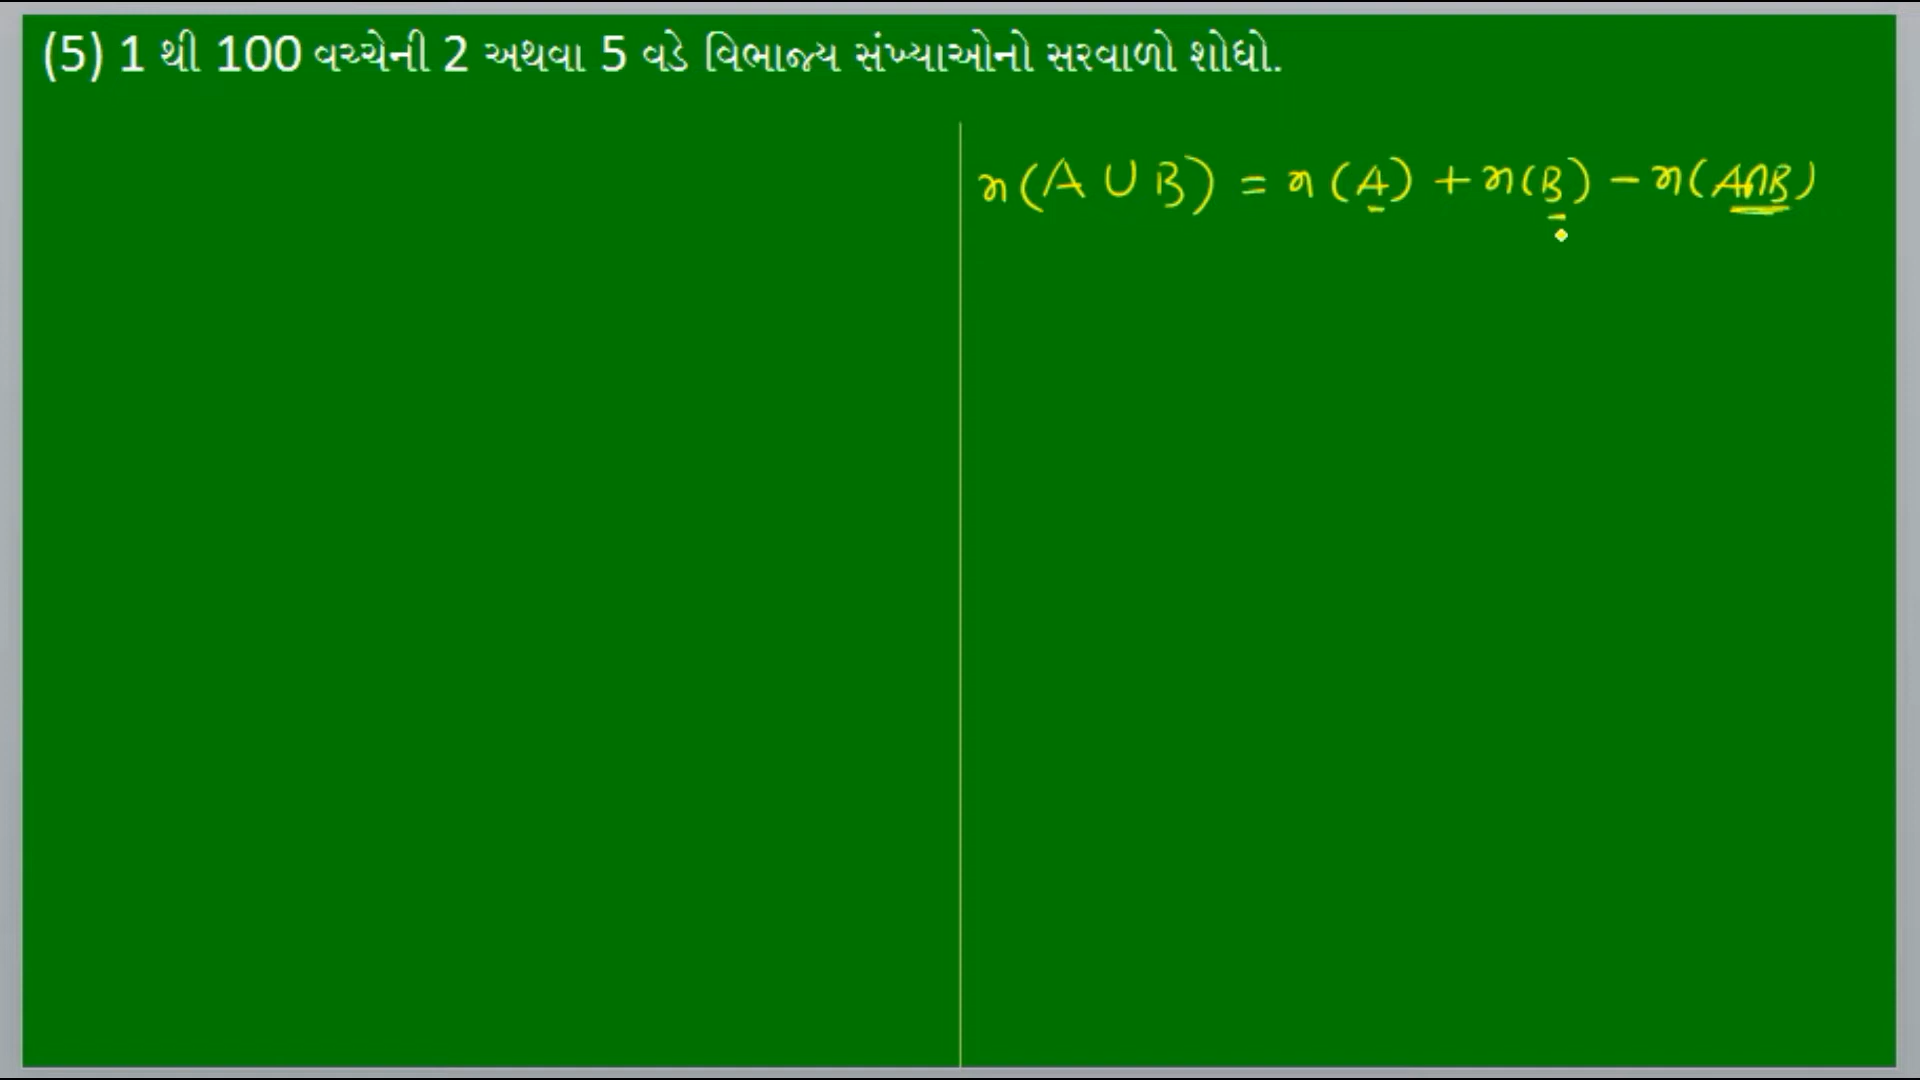 (5) 1 થી 100 વચ્ચેની 2 અથવા 5 વડે વિભાજ્ય સંખ્યાઓનો સરવાળો શોધો.
n(A ∪ B) = n(A) + n(B) - n(A∩B)